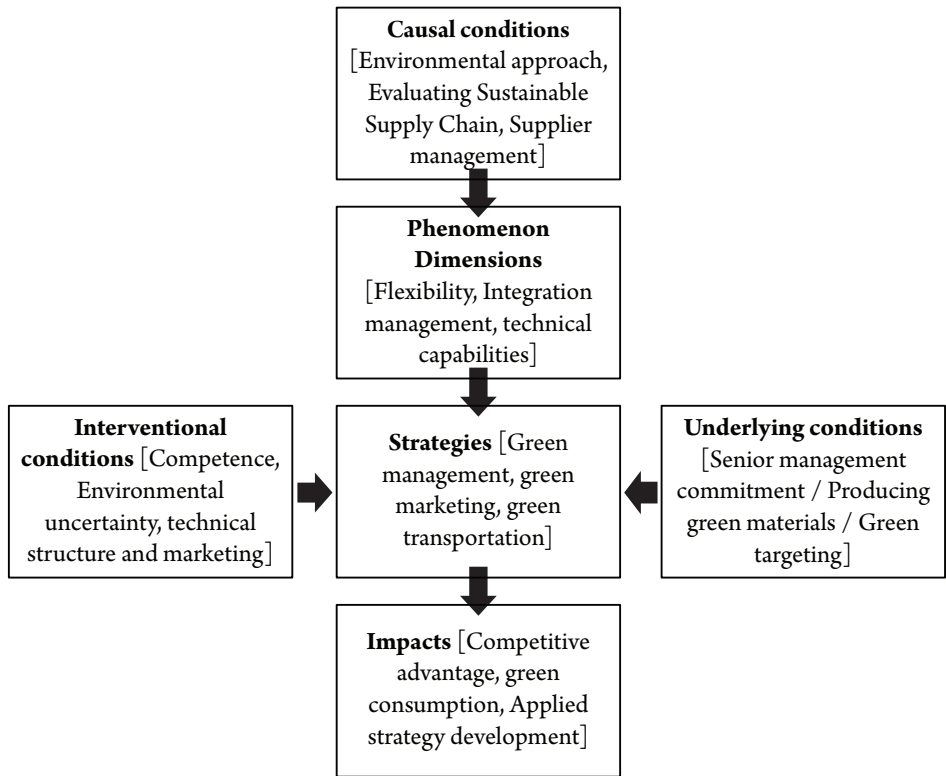 Causal conditions
[Environmental approach,
Evaluating Sustainable
Supply Chain, Supplier
management]
Phenomenon
Dimensions
[Flexibility, Integration
management, technical
capabilities]
Interventional
conditions [Competence,
Environmental
uncertainty, technical
structure and marketing]
Strategies [Green
management, green
marketing, green
transportation]
Underlying conditions
[Senior management
commitment / Producing
green materials / Green
targeting]
Impacts [Competitive
advantage, green
consumption, Applied
strategy development]